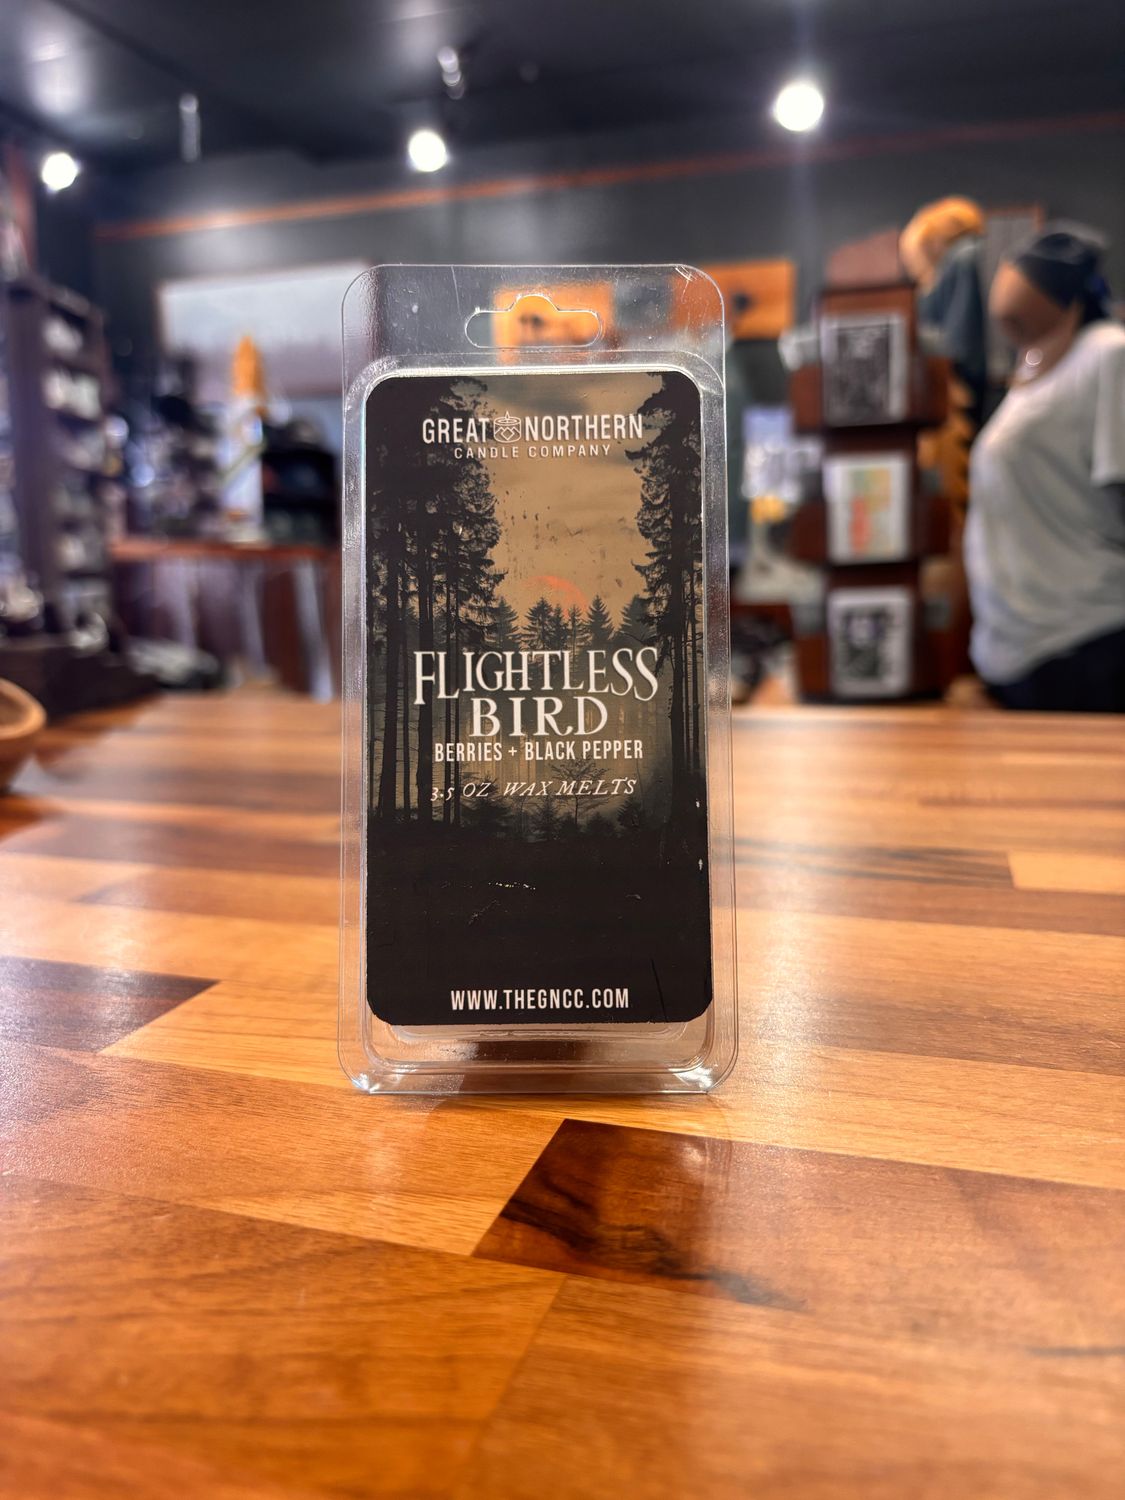 GREAT NORTHERN
CANDLE COMPANY
FLIGHTLESS
BIRD
BERRIES + BLACK PEPPER
3.5 OZ WAX MELTS
WWW.THEGNCC.COM